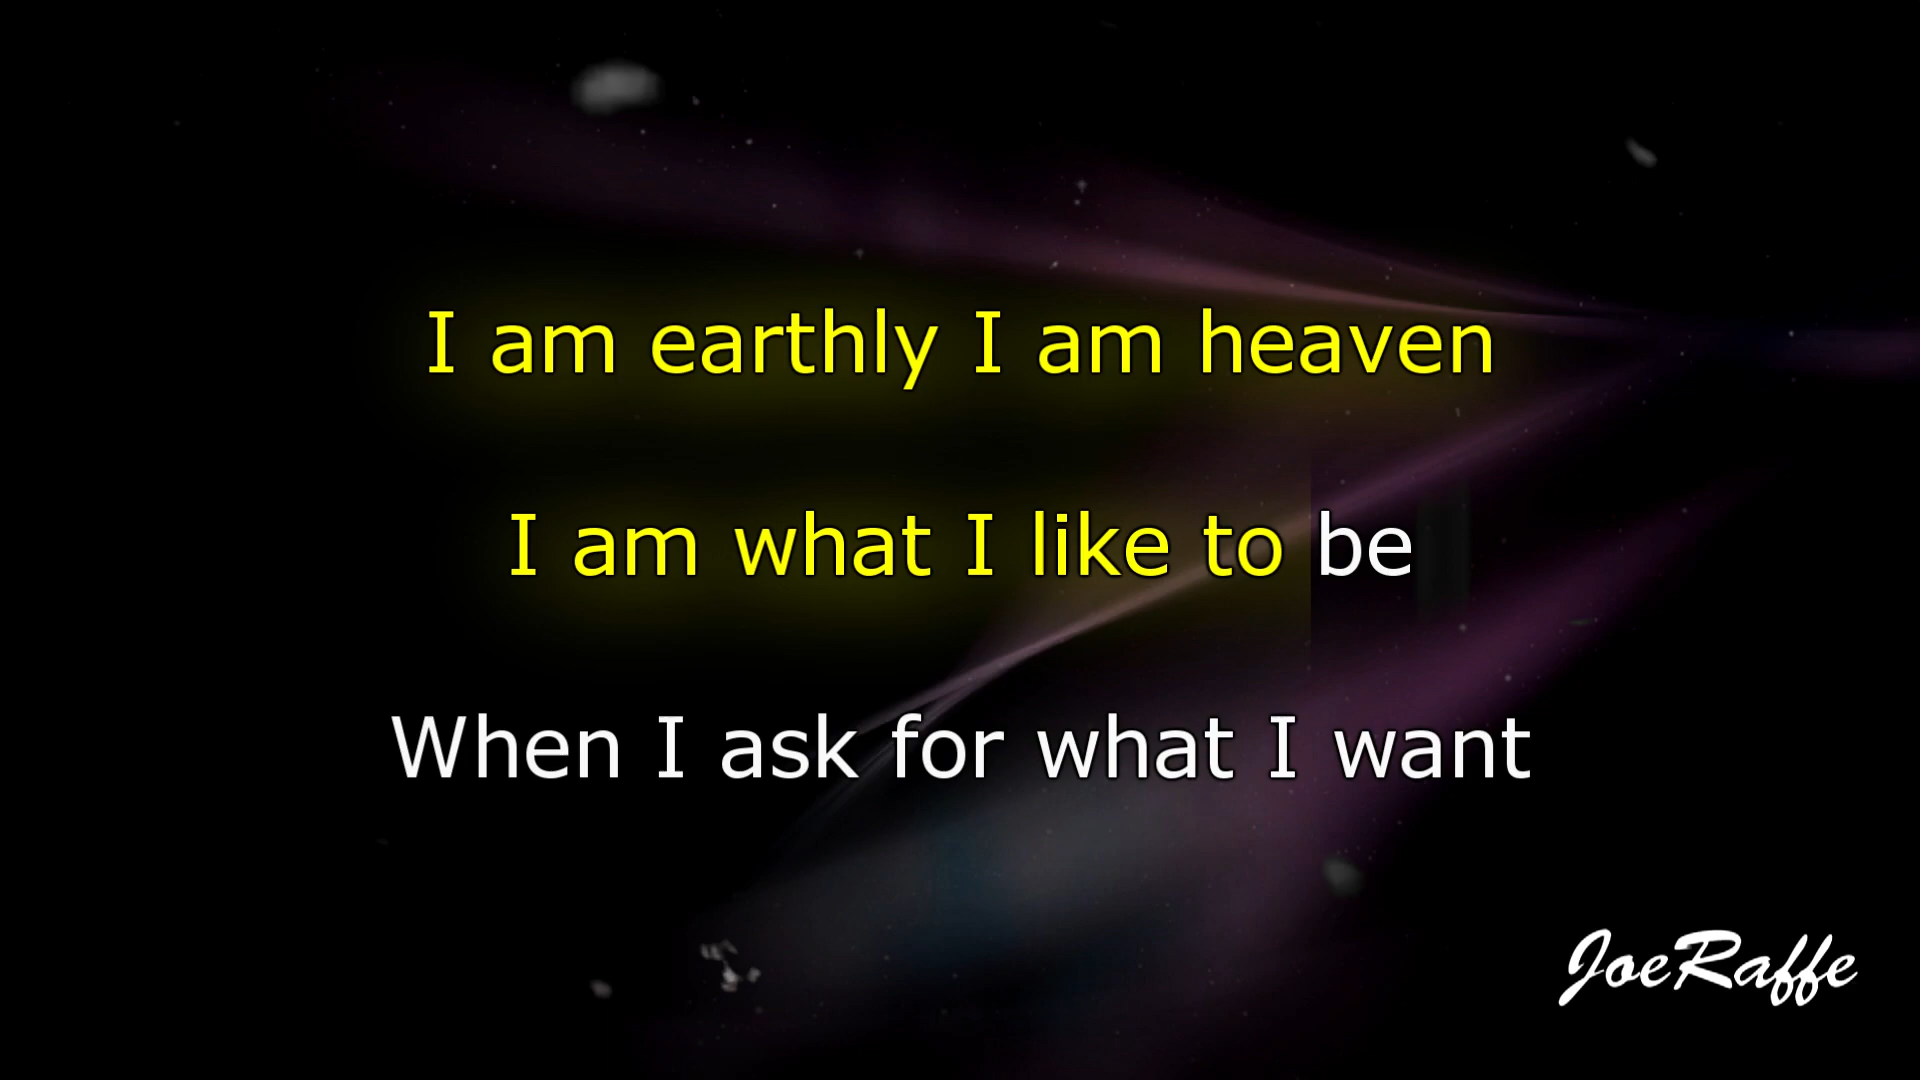 I am earthly I am heaven
I am what I like to be
When I ask for what I want
JoeRaffe